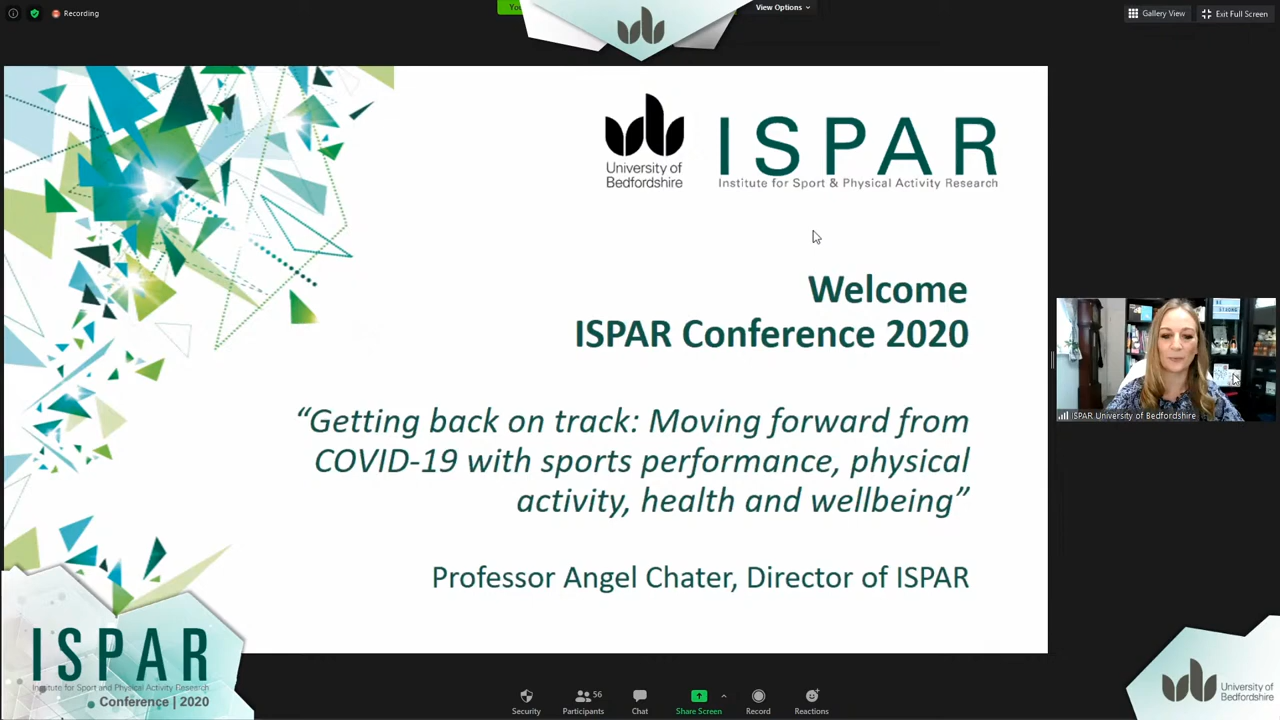 Recording
View Options
Gallery View
Exit Full Screen
University of
Bedfordshire
ISPAR
Institute for Sport & Physical Activity Research
Welcome
ISPAR Conference 2020
“Getting back on track: Moving forward from
COVID-19 with sports performance, physical
activity, health and wellbeing”
Professor Angel Chater, Director of ISPAR
ISPAR University of Bedfordshire
ISPAR
Institute for Sport and Physical Activity Research
Conference | 2020
Security
Participants
56
Chat
Share Screen
Record
Reactions
University of
Bedfordshire